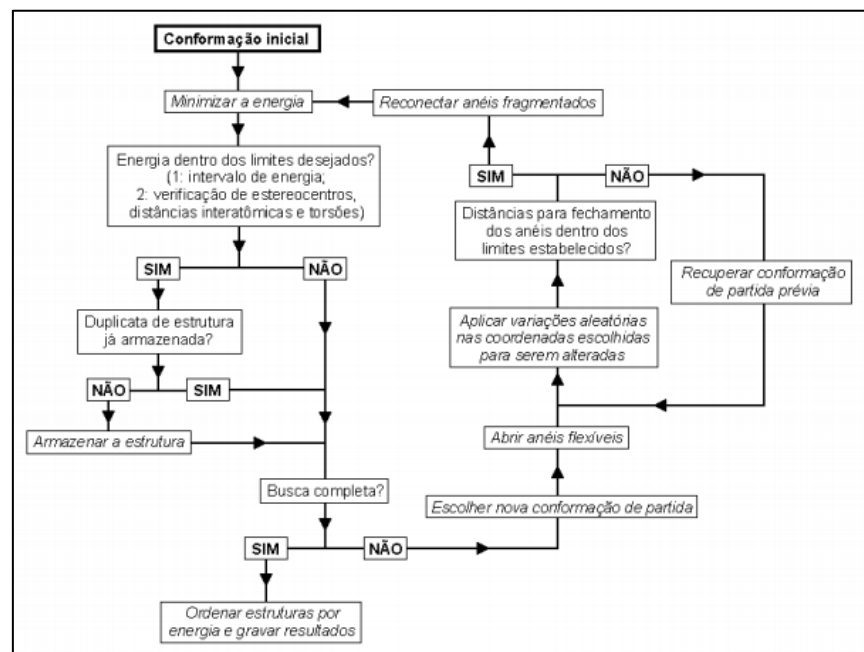 Conformação inicial
Minimizar a energia
Reconectar anéis fragmentados
Energia dentro dos limites desejados?
(1: intervalo de energia;
2: verificação de estereocentros,
distâncias interatômicas e torsões)
SIM
NÃO
Distâncias para fechamento
dos anéis dentro dos
limites estabelecidos?
SIM
NÃO
Recuperar conformação
de partida prévia
Duplicata de estrutura
já armazenada?
Aplicar variações aleatórias
nas coordenadas escolhidas
para serem alteradas
NÃO
SIM
Armazenar a estrutura
Abrir anéis flexíveis
Busca completa?
Escolher nova conformação de partida
SIM
NÃO
Ordenar estruturas por
energia e gravar resultados